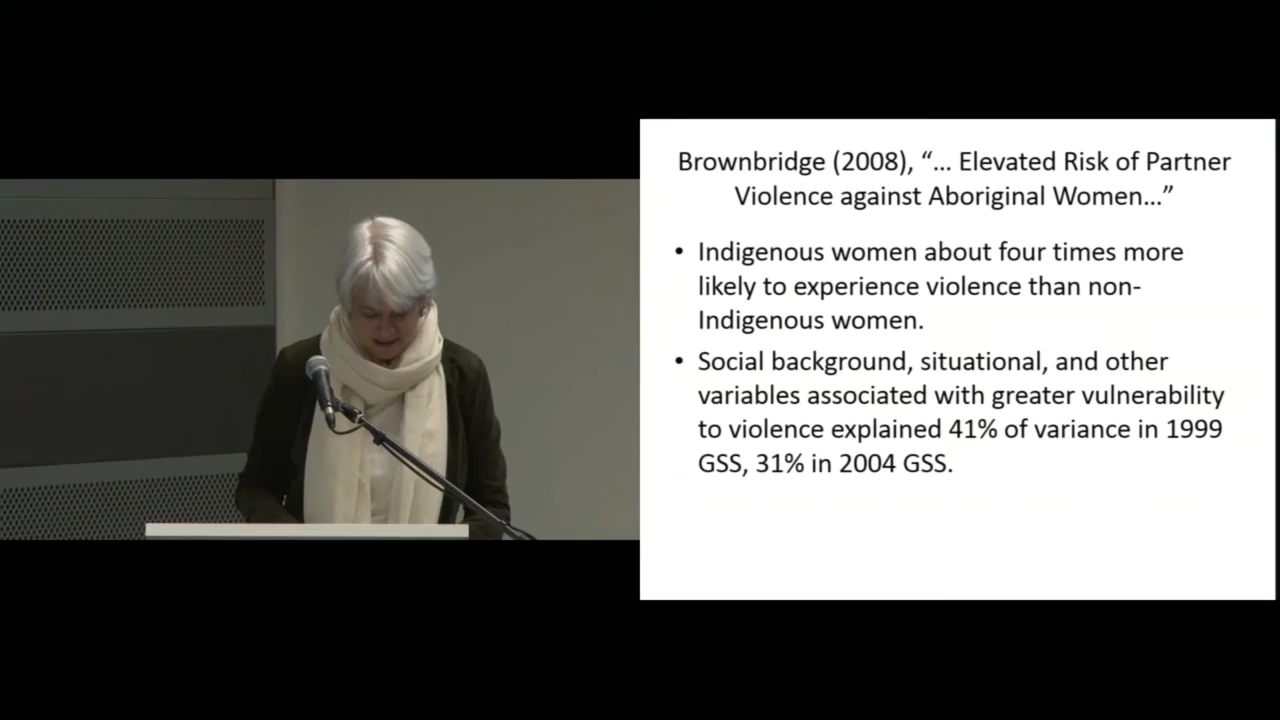 Brownbridge (2008), “... Elevated Risk of Partner
Violence against Aboriginal Women...”
• Indigenous women about four times more
likely to experience violence than non-
Indigenous women.
• Social background, situational, and other
variables associated with greater vulnerability
to violence explained 41% of variance in 1999
GSS, 31% in 2004 GSS.